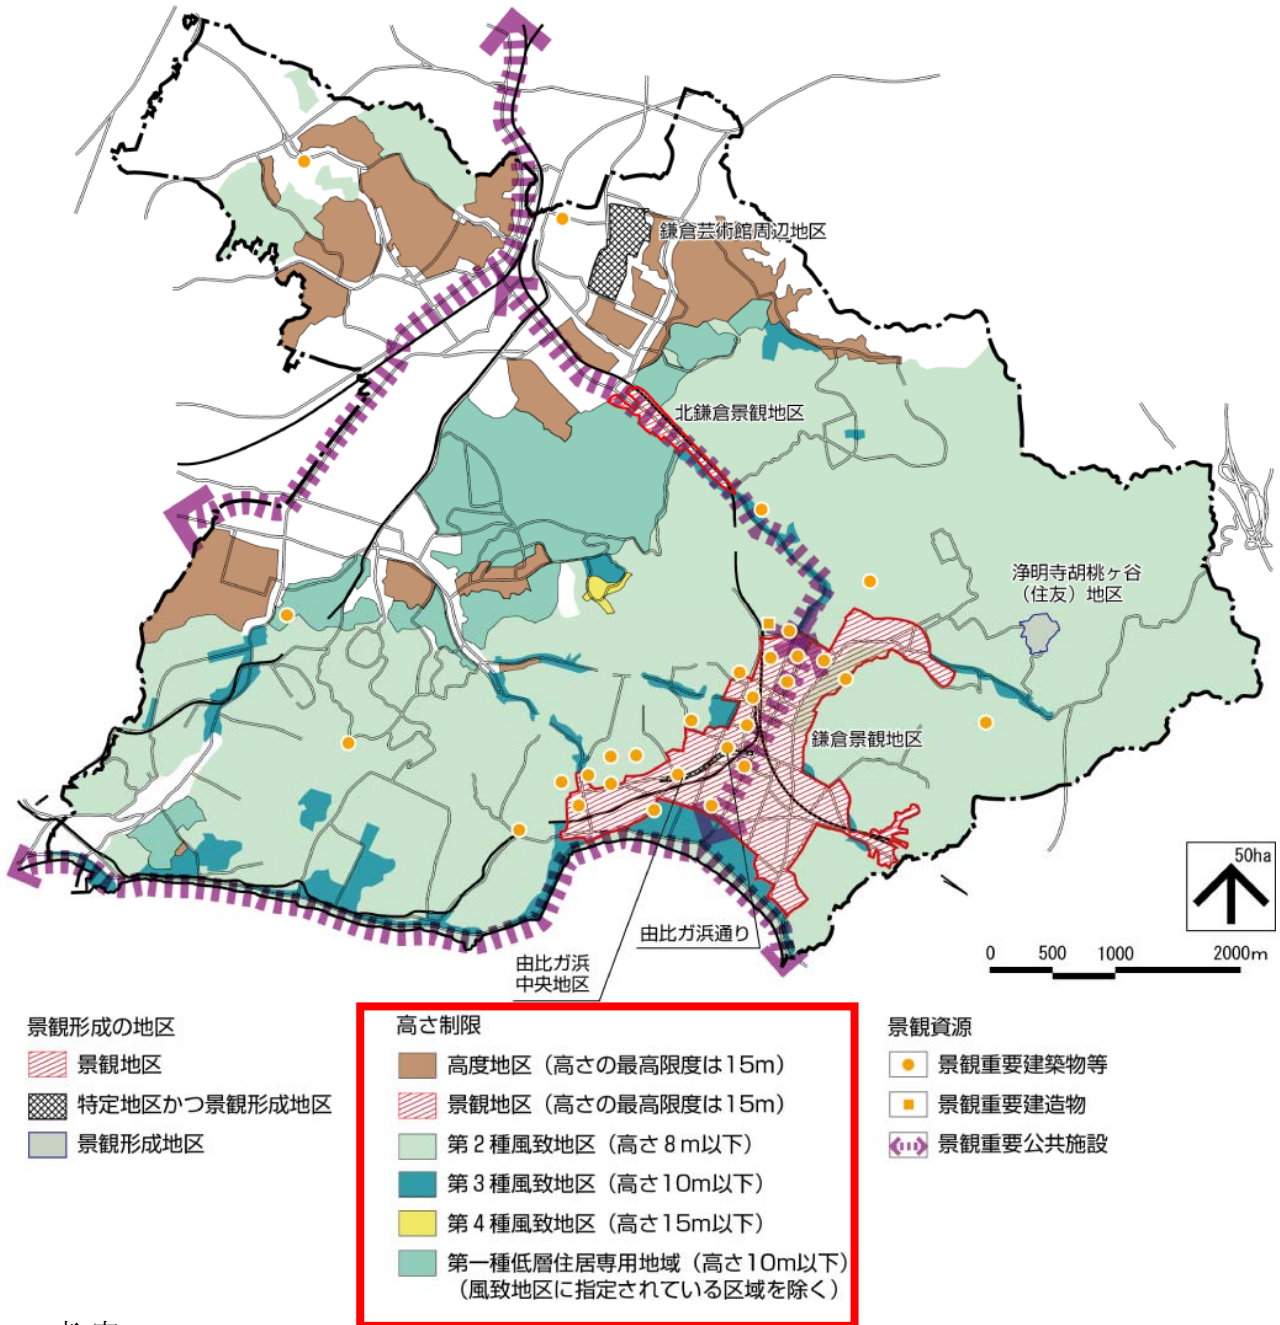 鎌倉芸術館周辺地区
北鎌倉景観地区
浄明寺胡桃ヶ谷
（住友）地区
鎌倉景観地区
50ha
由比ガ浜通り
由比ガ浜
中央地区
0 500 1000 2000m
景観形成の地区
景観地区
特定地区かつ景観形成地区
景観形成地区
高さ制限
高度地区（高さの最高限度は15m）
景観地区（高さの最高限度は15m）
第２種風致地区（高さ８ｍ以下）
第３種風致地区（高さ10m以下）
第４種風致地区（高さ15m以下）
第一種低層住居専用地域（高さ10m以下）
（風致地区に指定されている区域を除く）
景観資源
景観重要建築物等
景観重要建造物
景観重要公共施設